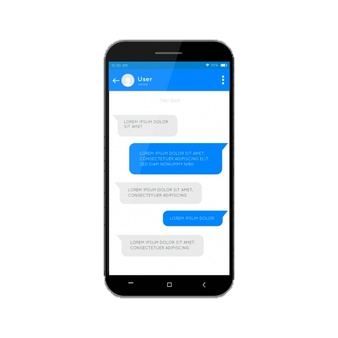 User
LOREM IPSUM DOLOR
SIT AMET
LOREM IPSUM DOLOR SIT AMET,
CONSECTETUER ADIPISCING ELIT,
SED DIAM NONUMMY NIBH
LOREM IPSUM DOLOR SIT AMET,
CONSECTETUER ADIPISCING
LOREM IPSUM DOLOR
LOREM IPSUM DOLOR SIT AMET,
CONSECTETUER ADIPISCING